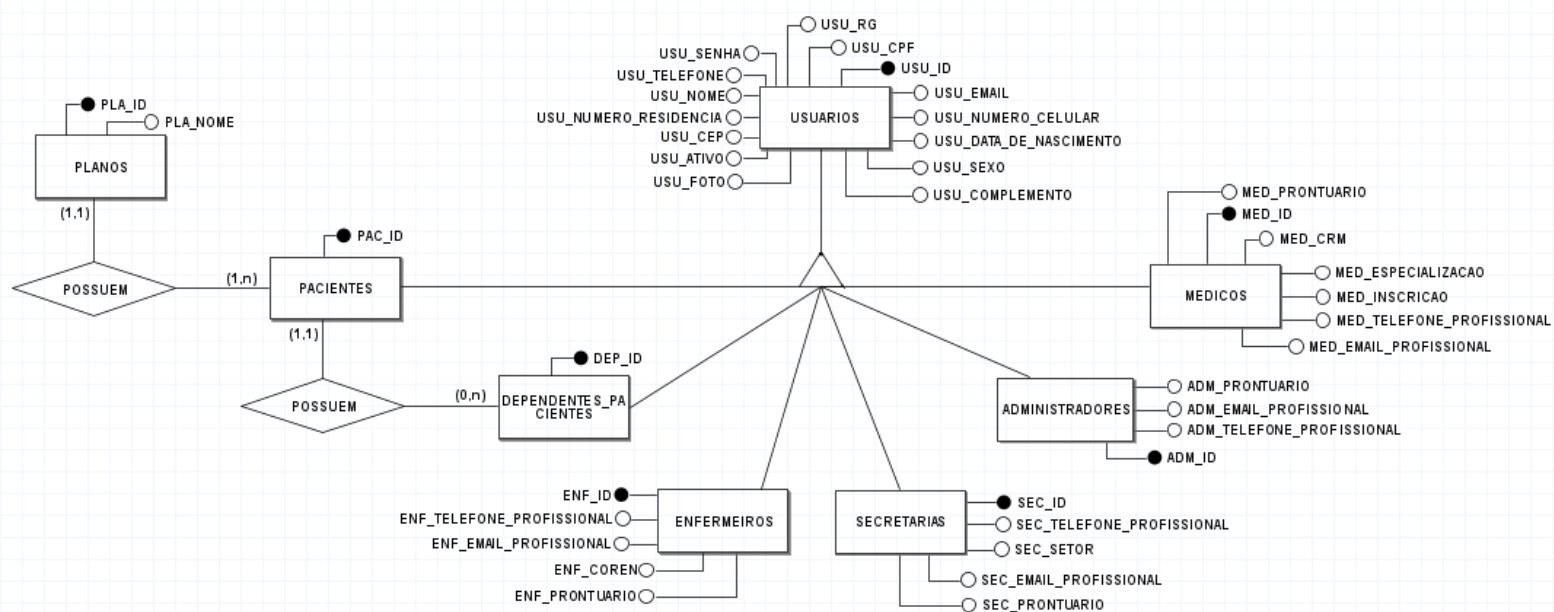 USU_RG
USU_SENHA
USU_CPF
USU_TELEFONE
USU_ID
USU_NOME
USU_EMAIL
USU_NUMERO_RESIDENCIA
USUARIOS
USU_NUMERO_CELULAR
USU_CEP
USU_DATA_DE_NASCIMENTO
USU_ATIVO
USU_SEXO
USU_FOTO
USU_COMPLEMENTO
PLA_ID
PLA_NOME
PLANOS
(1,1)
POSSUEM
(1,n)
PAC_ID
PACIENTES
(1,1)
POSSUEM
(0,n)
DEP_ID
DEPENDENTES_PA
CIENTES
MED_PRONTUARIO
MED_ID
MED_CRM
MEDICOS
MED_ESPECIALIZACAO
MED_INSCRICAO
MED_TELEFONE_PROFISSIONAL
MED_EMAIL_PROFISSIONAL
ADMINISTRADORES
ADM_PRONTUARIO
ADM_EMAIL_PROFISSIONAL
ADM_TELEFONE_PROFISSIONAL
ADM_ID
ENF_ID
ENF_TELEFONE_PROFISSIONAL
ENFERMEIROS
ENF_EMAIL_PROFISSIONAL
ENF_COREN
ENF_PRONTUARIO
SECRETARIAS
SEC_ID
SEC_TELEFONE_PROFISSIONAL
SEC_SETOR
SEC_EMAIL_PROFISSIONAL
SEC_PRONTUARIO